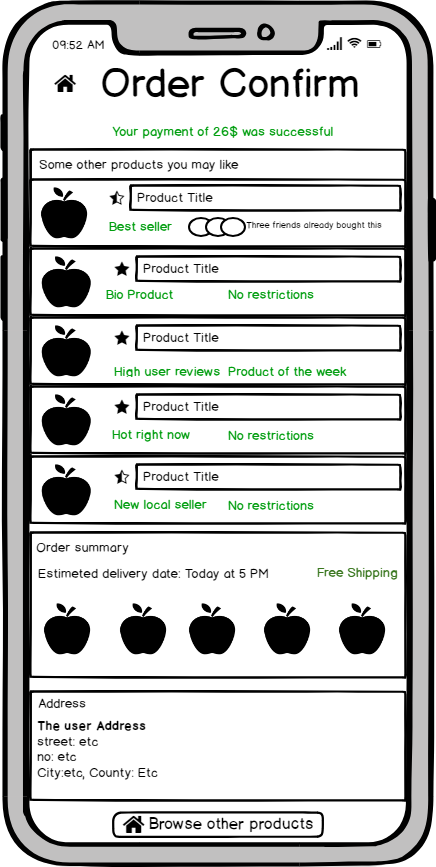 09:52 AM
Order Confirm
Your payment of 26$ was successful
Some other products you may like
Product Title
Best seller
Three friends already bought this
Product Title
Bio Product No restrictions
Product Title
High user reviews Product of the week
Product Title
Hot right now No restrictions
Product Title
New local seller No restrictions
Order summary
Estimeted delivery date: Today at 5 PM Free Shipping
Address
The user Address
street: etc
no: etc
City:etc, County: Etc
Browse other products